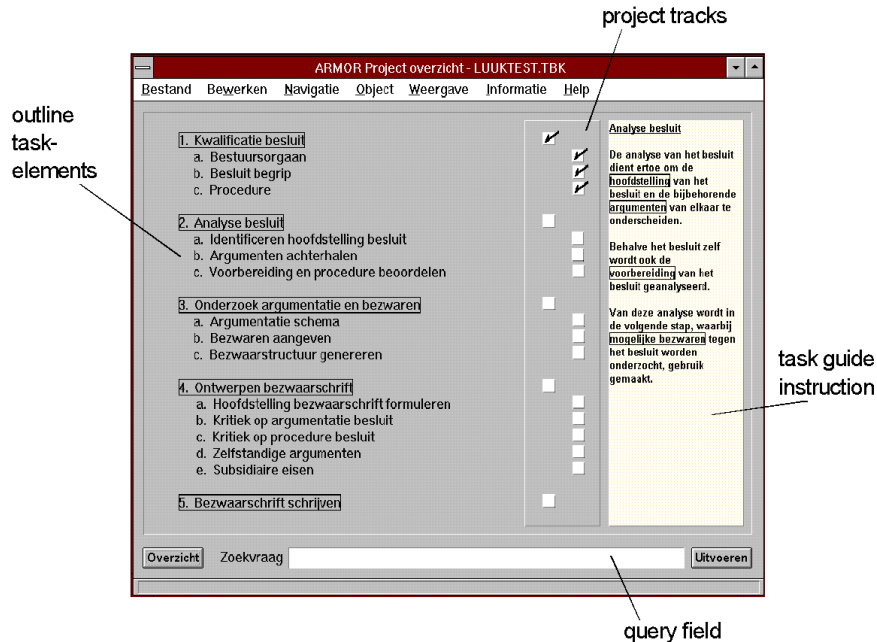 project tracks
ARMOR Project overzicht - LUUKTEST.TBK
Bestand Bewerken Navigatie Object Weergave Informatie Help
outline
task-
elements
1. Kwalificatie besluit
a. Bestuursorgaan
b. Besluit begrip
c. Procedure
2. Analyse besluit
a. Identificeren hoofdstelling besluit
b. Argumenten achterhalen
c. Voorbereiding en procedure beoordelen
3. Onderzoek argumentatie en bezwaren
a. Argumentatie schema
b. Bezwaren aangeven
c. Bezwaarstructuur genereren
4. Ontwerpen bezwaarschrift
a. Hoofdstelling bezwaarschrift formuleren
b. Kritiek op argumentatie besluit
c. Kritiek op procedure besluit
d. Zelfstandige argumenten
e. Subsidiaire eisen
5. Bezwaarschrift schrijven
Analyse besluit
De analyse van het besluit
dient ertoe om de
hoofdstelling van het
besluit en de bijbehorende
argumenten van elkaar te
onderscheiden.
Behalve het besluit zelf
wordt ook de
voorbereiding van het
besluit geanalyseerd.
Van deze analyse wordt in
de volgende stap, waarbij
mogelijke bezwaren tegen
het besluit worden
onderzocht, gebruik
gemaakt.
task guide
instruction
Overzicht Zoekvraag Uitvoeren
query field